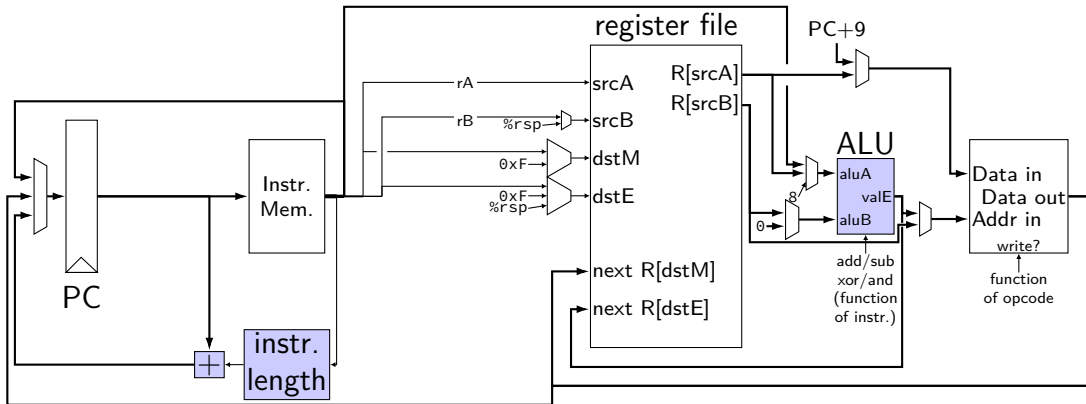 register file
PC+9
rA
srcA
R[srcA]
R[srcB]
rB
%rsp
srcB
ALU
0xF
dstM
8
aluA
Data in
Instr.
Mem.
0xF
%rsp
dstE
valE
Data out
0
aluB
Addr in
write?
PC
next R[dstM]
add/sub
xor/and
(function
of instr.)
function
of opcode
next R[dstE]
+
instr.
length